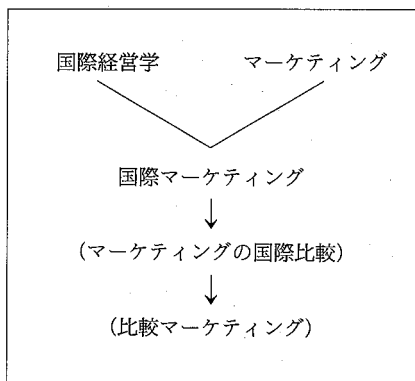 国際経営学 マーケティング
国際マーケティング
↓
(マーケティングの国際比較)
↓
(比較マーケティング)